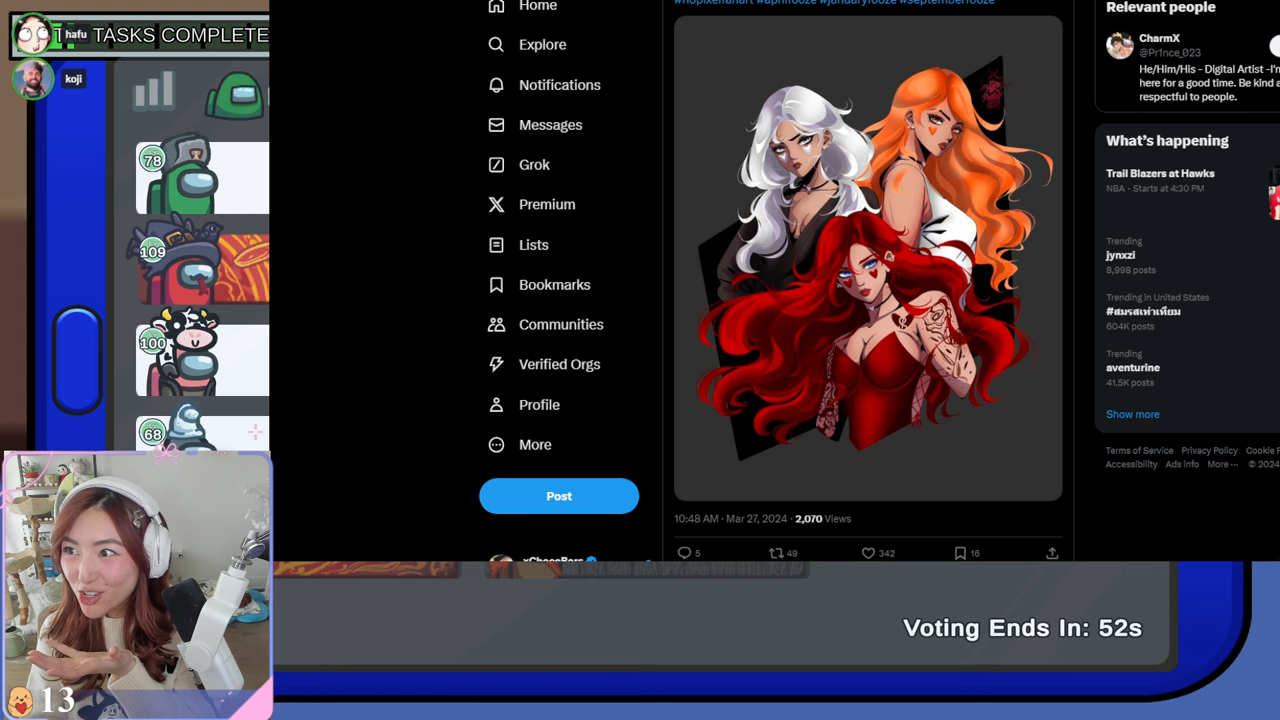 hafu
TASKS COMPLETE
koji
78
109
100
68
13
Home
Explore
Notifications
Messages
Grok
Premium
Lists
Bookmarks
Communities
Verified Orgs
Profile
More
Post
#nopixelfanart #aprilfooze #januaryfooze #septemberfooze
10:48 AM · Mar 27, 2024 · 2,070 Views
5
49
342
16
Relevant people
CharmX
@Pr1nce_023
He/Him/His - Digital Artist -I'm
here for a good time. Be kind a
respectful to people.
What's happening
Trail Blazers at Hawks
NBA · Starts at 4:30 PM
Trending
jynxzi
8,998 posts
Trending in United States
#สมรสเท่าเทียม
604K posts
Trending
aventurine
41.5K posts
Show more
Terms of Service Privacy Policy Cookie P
Accessibility Ads info More ··· © 2024
Voting Ends In: 52s